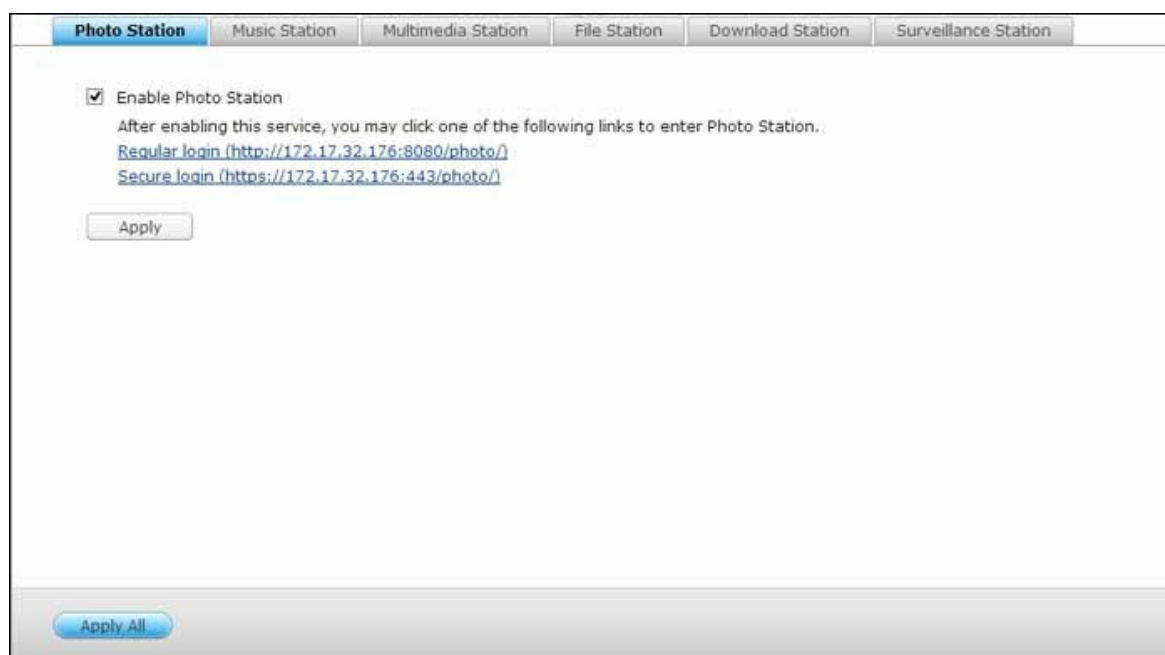 Photo Station Music Station Multimedia Station File Station Download Station Surveillance Station
Enable Photo Station
After enabling this service, you may click one of the following links to enter Photo Station.
Regular login (http://172.17.32.176:8080/photo/)
Secure login (https://172.17.32.176:443/photo/)
Apply
Apply All